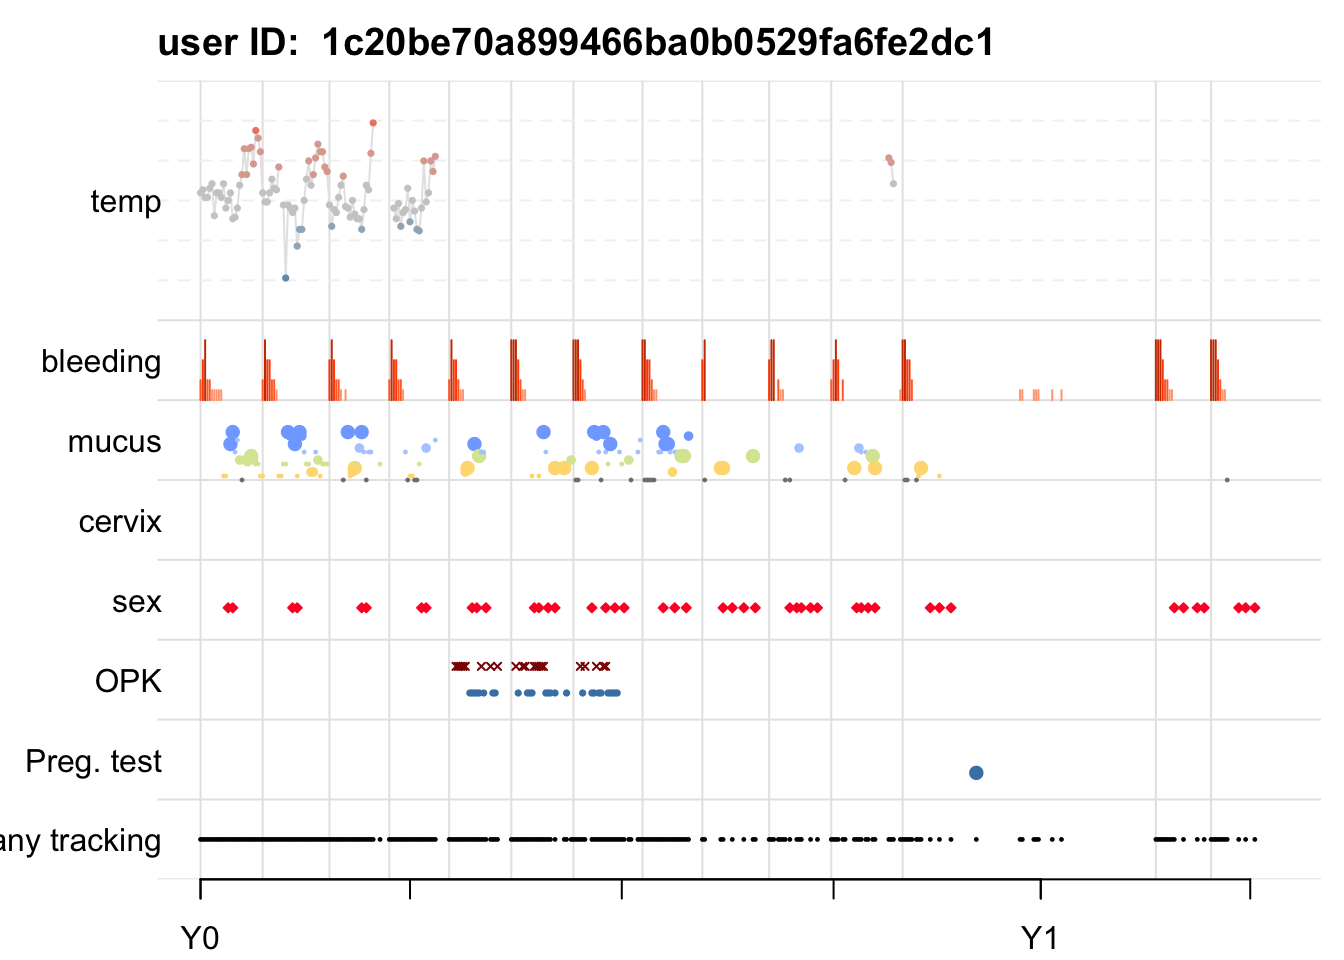 user ID:  1c20be70a899466ba0b0529fa6fe2dc1
temp
bleeding
mucus
cervix
sex
OPK
Preg. test
any tracking
Y0 Y1